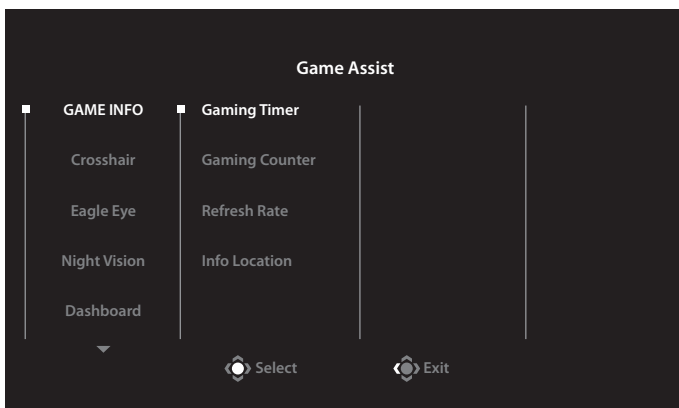 Game Assist
GAME INFO Gaming Timer
Crosshair Gaming Counter
Eagle Eye Refresh Rate
Night Vision Info Location
Dashboard
Select Exit